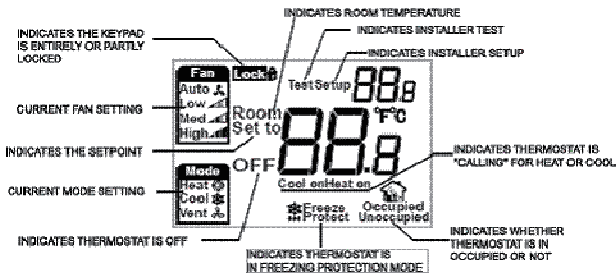 INDICATES ROOM TEMPERATURE
INDICATES INSTALLER TEST
INDICATES INSTALLER SETUP
INDICATES THE KEYPAD
IS ENTIRELY OR PARTLY
LOCKED
CURRENT FAN SETTING
INDICATES THE SETPOINT
CURRENT MODE SETTING
INDICATES THERMOSTAT IS OFF
Fan
Auto
Low
Med
High
Lock
Test Setup
888
°F°C
Room
Set to
88.8
OFF
Cool on Heat on
Mode
Heat
Cool
Vent
Freeze
Protect
Occupied
Unoccupied
INDICATES THERMOSTAT IS
"CALLING" FOR HEAT OR COOL
INDICATES WHETHER
THERMOSTAT IS IN
OCCUPIED OR NOT
INDICATES THERMOSTAT IS
IN FREEZING PROTECTION MODE